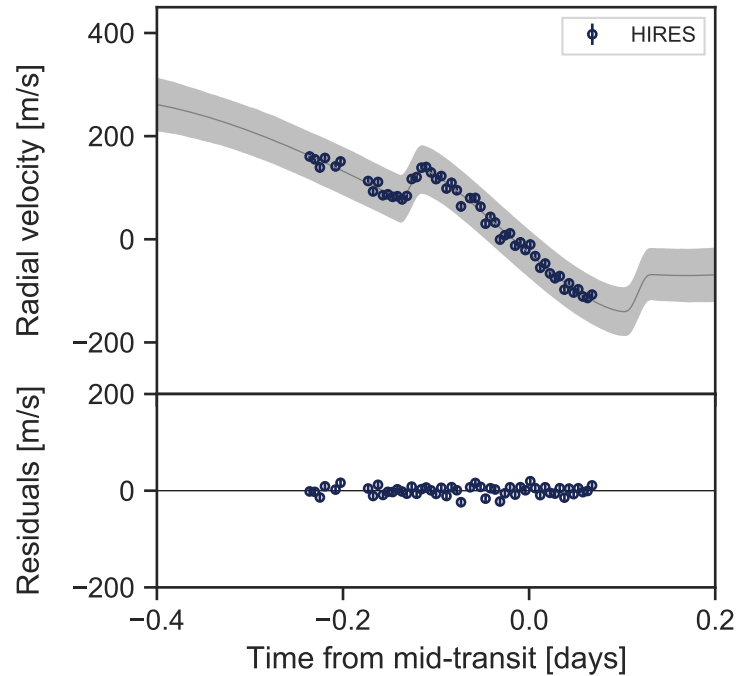 HIRES
Radial velocity [m/s]
400
200
0
−200
Residuals [m/s]
200
0
−200
−0.4
−0.2
0.0
0.2
Time from mid-transit [days]